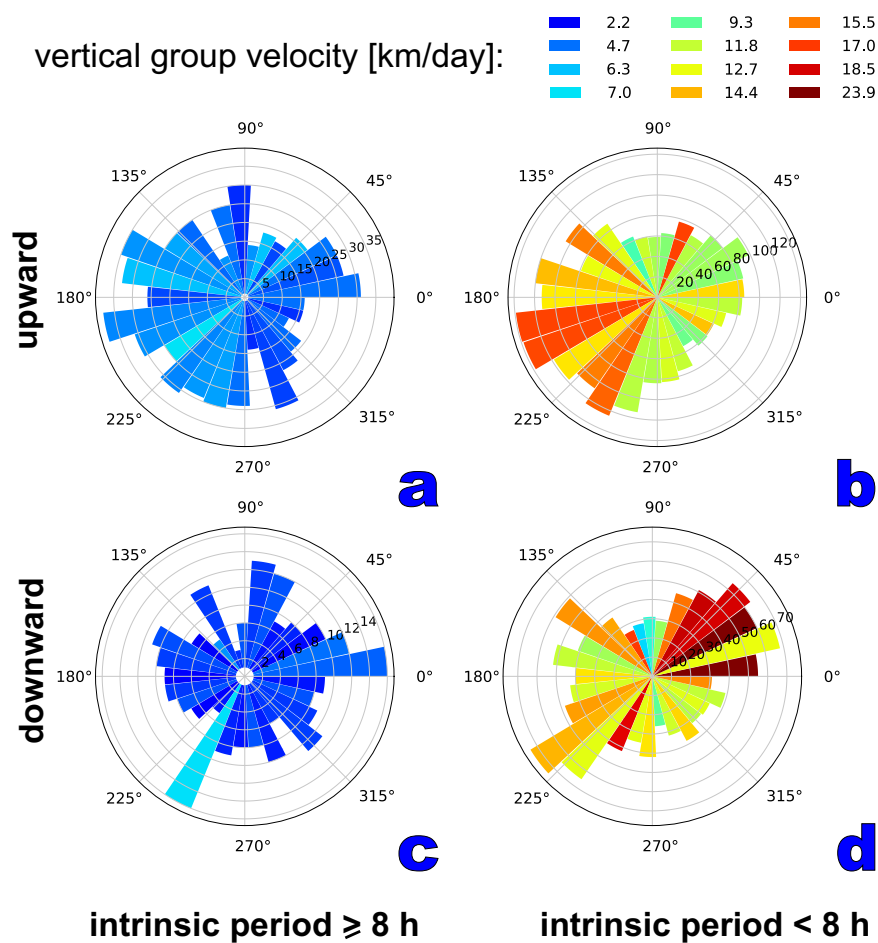 vertical group velocity [km/day]:
2.2 9.3 15.5
4.7 11.8 17.0
6.3 12.7 18.5
7.0 14.4 23.9
upward
90° 90°
135° 45° 135° 45°
5 10 15 20 25 30 35 20 40 60 80 100 120
180° 0° 180° 0°
225° 315° 225° 315°
270° 270°
a b
downward
90° 90°
135° 45° 135° 45°
2 4 6 8 10 12 14 10 20 30 40 50 60 70
180° 0° 180° 0°
225° 315° 225° 315°
270° 270°
c d
intrinsic period ⩾ 8 h intrinsic period < 8 h